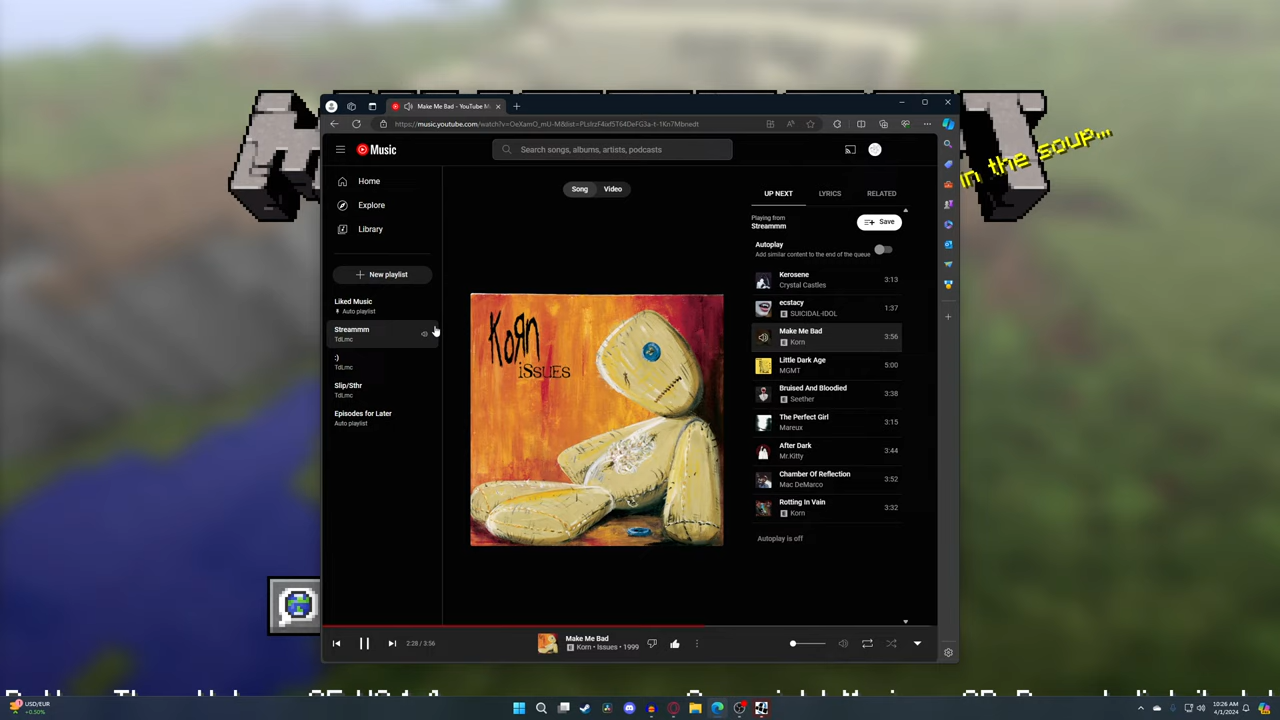 Make Me Bad - YouTube M
https://music.youtube.com/watch?v=
Music
Search songs, albums, artists, podcasts
in the soup...
Home
Explore
Library
New playlist
Liked Music
Auto playlist
Streammm
TdLmc
:)
TdLmc
Slip/Sthr
TdLmc
Episodes for Later
Auto playlist
Song Video
KoRn
issues
UP NEXT LYRICS RELATED
Playing from
Streammm
Save
Autoplay
Add similar content to the end of the queue
Kerosene
Crystal Castles
3:13
ecstacy
E SUICIDAL-IDOL
1:37
Make Me Bad
E Korn
3:56
Little Dark Age
MGMT
5:00
Bruised And Bloodied
E Seether
3:38
The Perfect Girl
Mareux
3:15
After Dark
Mr.Kitty
3:44
Chamber Of Reflection
Mac DeMarco
3:52
Rotting In Vain
E Korn
3:32
Autoplay is off
2:28 / 3:56
Make Me Bad
E Korn • Issues • 1999
USD/EUR
+0.50%
10:26 AM
4/1/2024